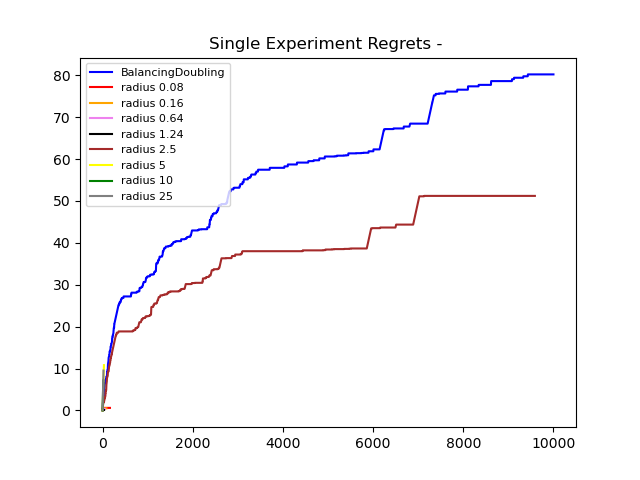 Single Experiment Regrets -
80
70
60
50
40
30
20
10
0
BalancingDoubling
radius 0.08
radius 0.16
radius 0.64
radius 1.24
radius 2.5
radius 5
radius 10
radius 25
0 2000 4000 6000 8000 10000